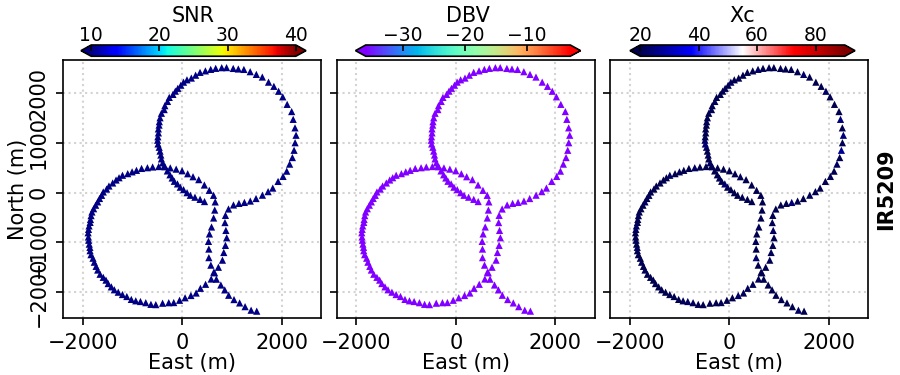 SNR DBV Xc
10 20 30 40 −30 −20 −10 20 40 60 80
North (m)
2000
1000
0
−1000
−2000
IR5209
−2000 0 2000 −2000 0 2000 −2000 0 2000
East (m) East (m) East (m)